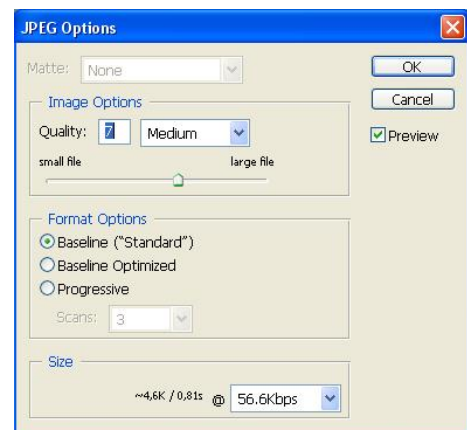 JPEG Options
Matte: None
OK
Image Options
Cancel
Quality: 7 Medium
Preview
small file large file
Format Options
Baseline ("Standard")
Baseline Optimized
Progressive
Scans: 3
Size
~4,6K / 0,81s @ 56.6Kbps